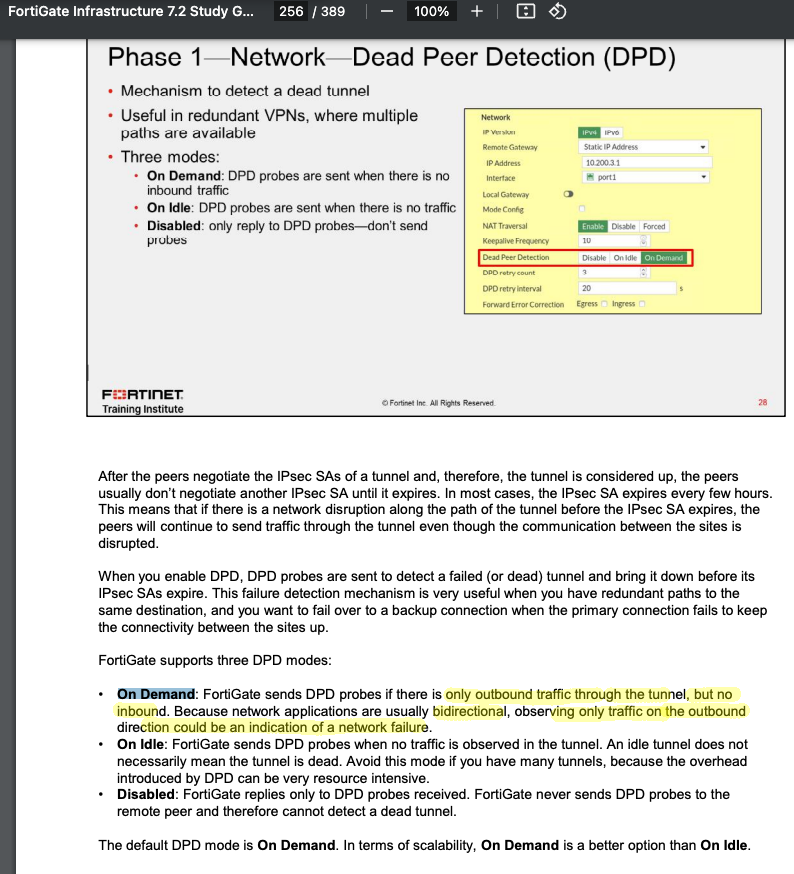 FortiGate Infrastructure 7.2 Study G... 256 / 389 — 100% +
Phase 1—Network—Dead Peer Detection (DPD)
• Mechanism to detect a dead tunnel
• Useful in redundant VPNs, where multiple
paths are available
• Three modes:
• On Demand: DPD probes are sent when there is no
inbound traffic
• On Idle: DPD probes are sent when there is no traffic
• Disabled: only reply to DPD probes—don't send
probes
Network
IP Version IPv4 IPv6
Remote Gateway Static IP Address
IP Address 10.200.3.1
Interface port1
Local Gateway
Mode Config
NAT Traversal Enable Disable Forced
Keepalive Frequency 10
Dead Peer Detection Disable On Idle On Demand
DPD retry count 3
DPD retry interval 20 s
Forward Error Correction Egress Ingress
FORTINET
Training Institute
© Fortinet Inc. All Rights Reserved.
28
After the peers negotiate the IPsec SAs of a tunnel and, therefore, the tunnel is considered up, the peers
usually don't negotiate another IPsec SA until it expires. In most cases, the IPsec SA expires every few hours.
This means that if there is a network disruption along the path of the tunnel before the IPsec SA expires, the
peers will continue to send traffic through the tunnel even though the communication between the sites is
disrupted.
When you enable DPD, DPD probes are sent to detect a failed (or dead) tunnel and bring it down before its
IPsec SAs expire. This failure detection mechanism is very useful when you have redundant paths to the
same destination, and you want to fail over to a backup connection when the primary connection fails to keep
the connectivity between the sites up.
FortiGate supports three DPD modes:
• On Demand: FortiGate sends DPD probes if there is only outbound traffic through the tunnel, but no
inbound. Because network applications are usually bidirectional, observing only traffic on the outbound
direction could be an indication of a network failure.
• On Idle: FortiGate sends DPD probes when no traffic is observed in the tunnel. An idle tunnel does not
necessarily mean the tunnel is dead. Avoid this mode if you have many tunnels, because the overhead
introduced by DPD can be very resource intensive.
• Disabled: FortiGate replies only to DPD probes received. FortiGate never sends DPD probes to the
remote peer and therefore cannot detect a dead tunnel.
The default DPD mode is On Demand. In terms of scalability, On Demand is a better option than On Idle.